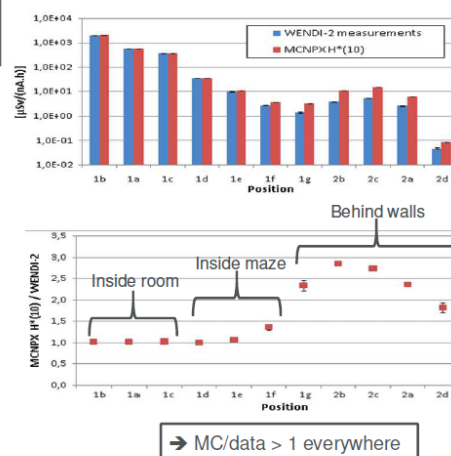 1,0E+04
1,0E+03
1,0E+02
1,0E+01
1,0E+00
1,0E-01
1,0E-02
[µSv/(nA.h)]
WENDI-2 measurements
MCNPX H*(10)
1b 1a 1c 1d 1e 1f 1g 2b 2c 2a 2d
Position
Behind walls
Inside maze
Inside room
3,5
3,0
2,5
2,0
1,5
1,0
0,5
0,0
MCNPX H*(10) / WENDI-2
1b 1a 1c 1d 1e 1f 1g 2b 2c 2a 2d
Position
➔ MC/data > 1 everywhere